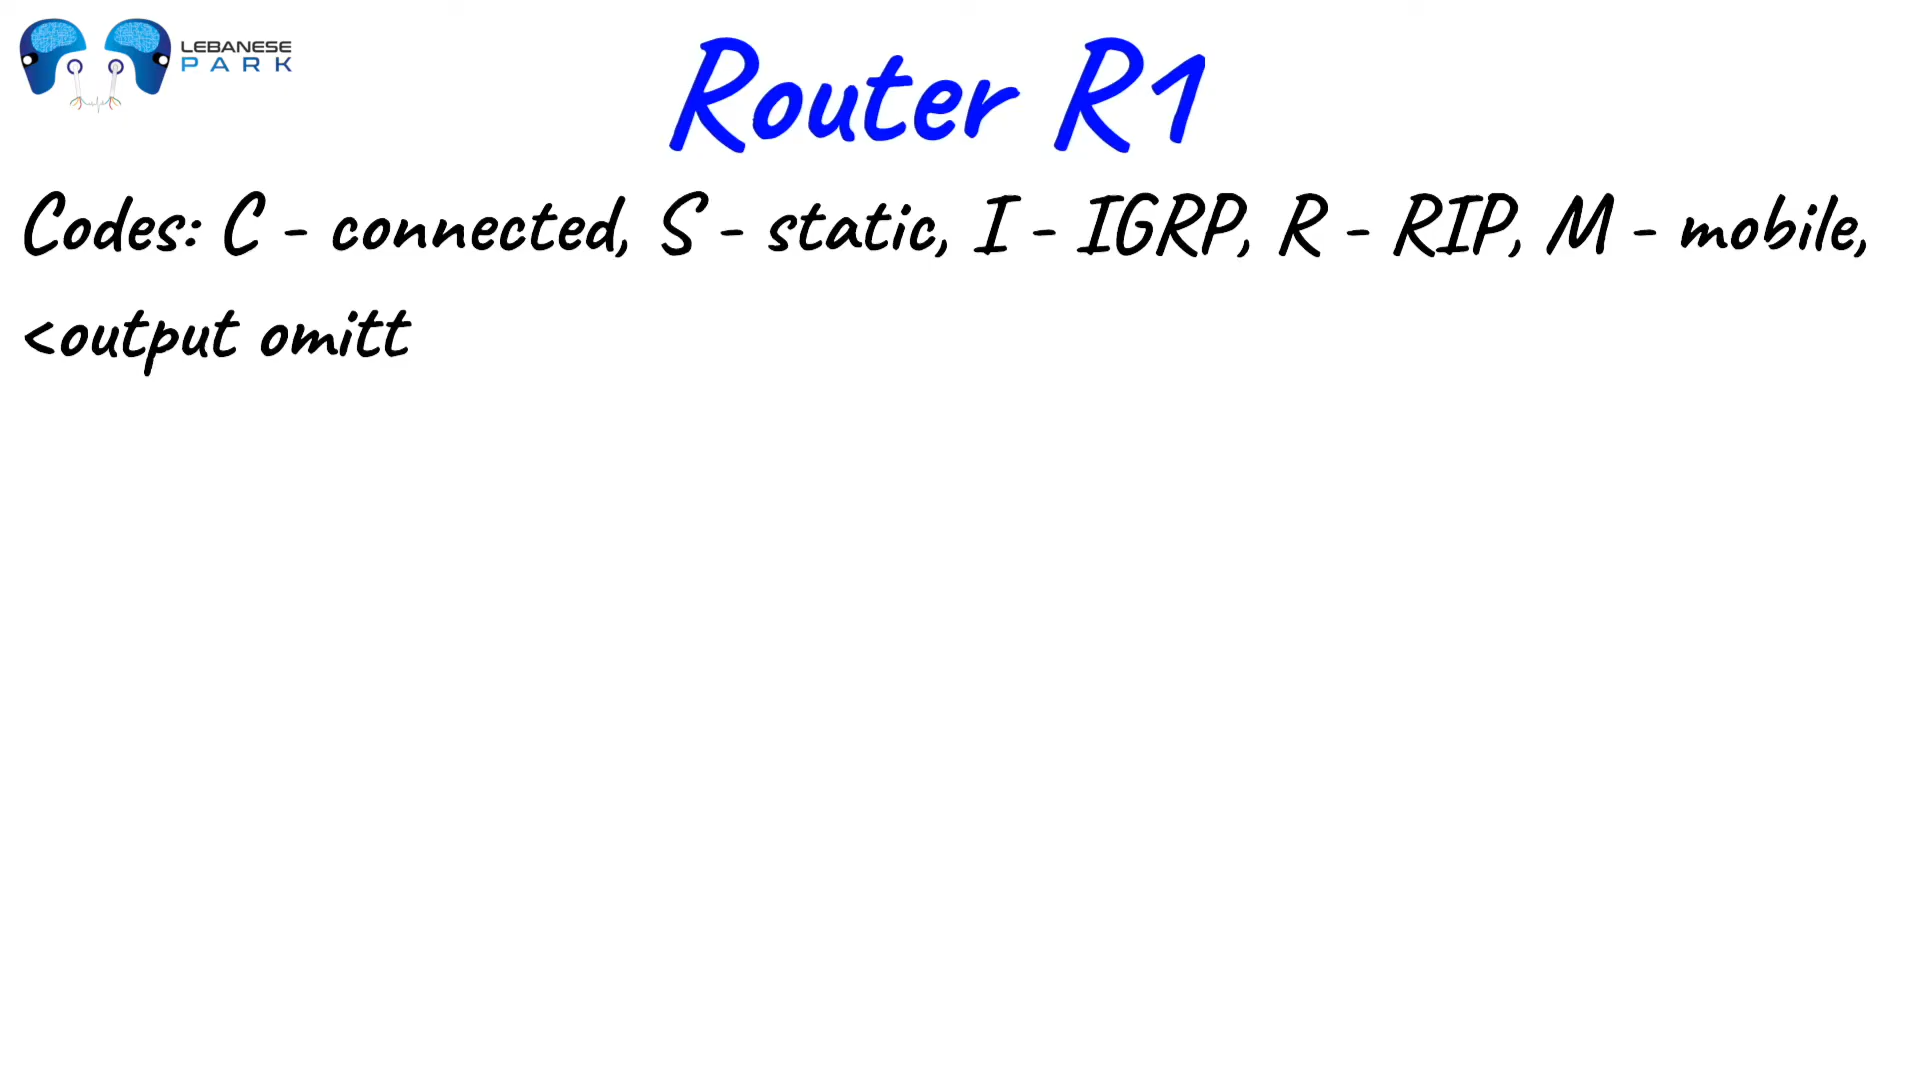 LEBANESE
PARK
Router R1
Codes: C - connected, S - static, I - IGRP, R - RIP, M - mobile,
<output omitt